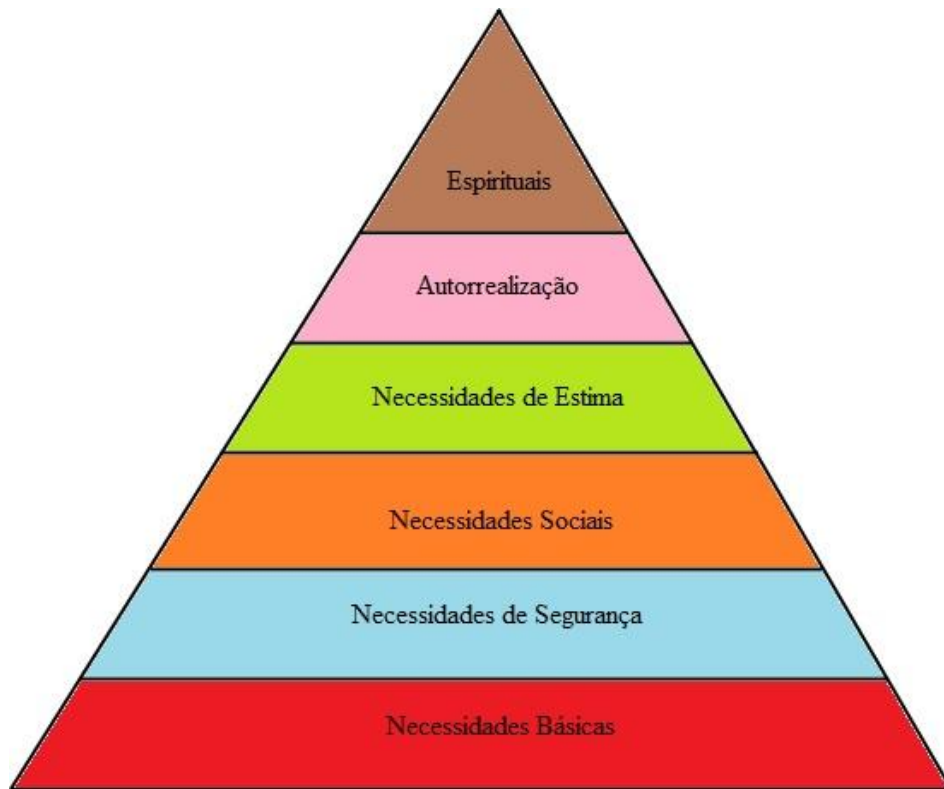 Espirituais
Autorrealização
Necessidades de Estima
Necessidades Sociais
Necessidades de Segurança
Necessidades Básicas